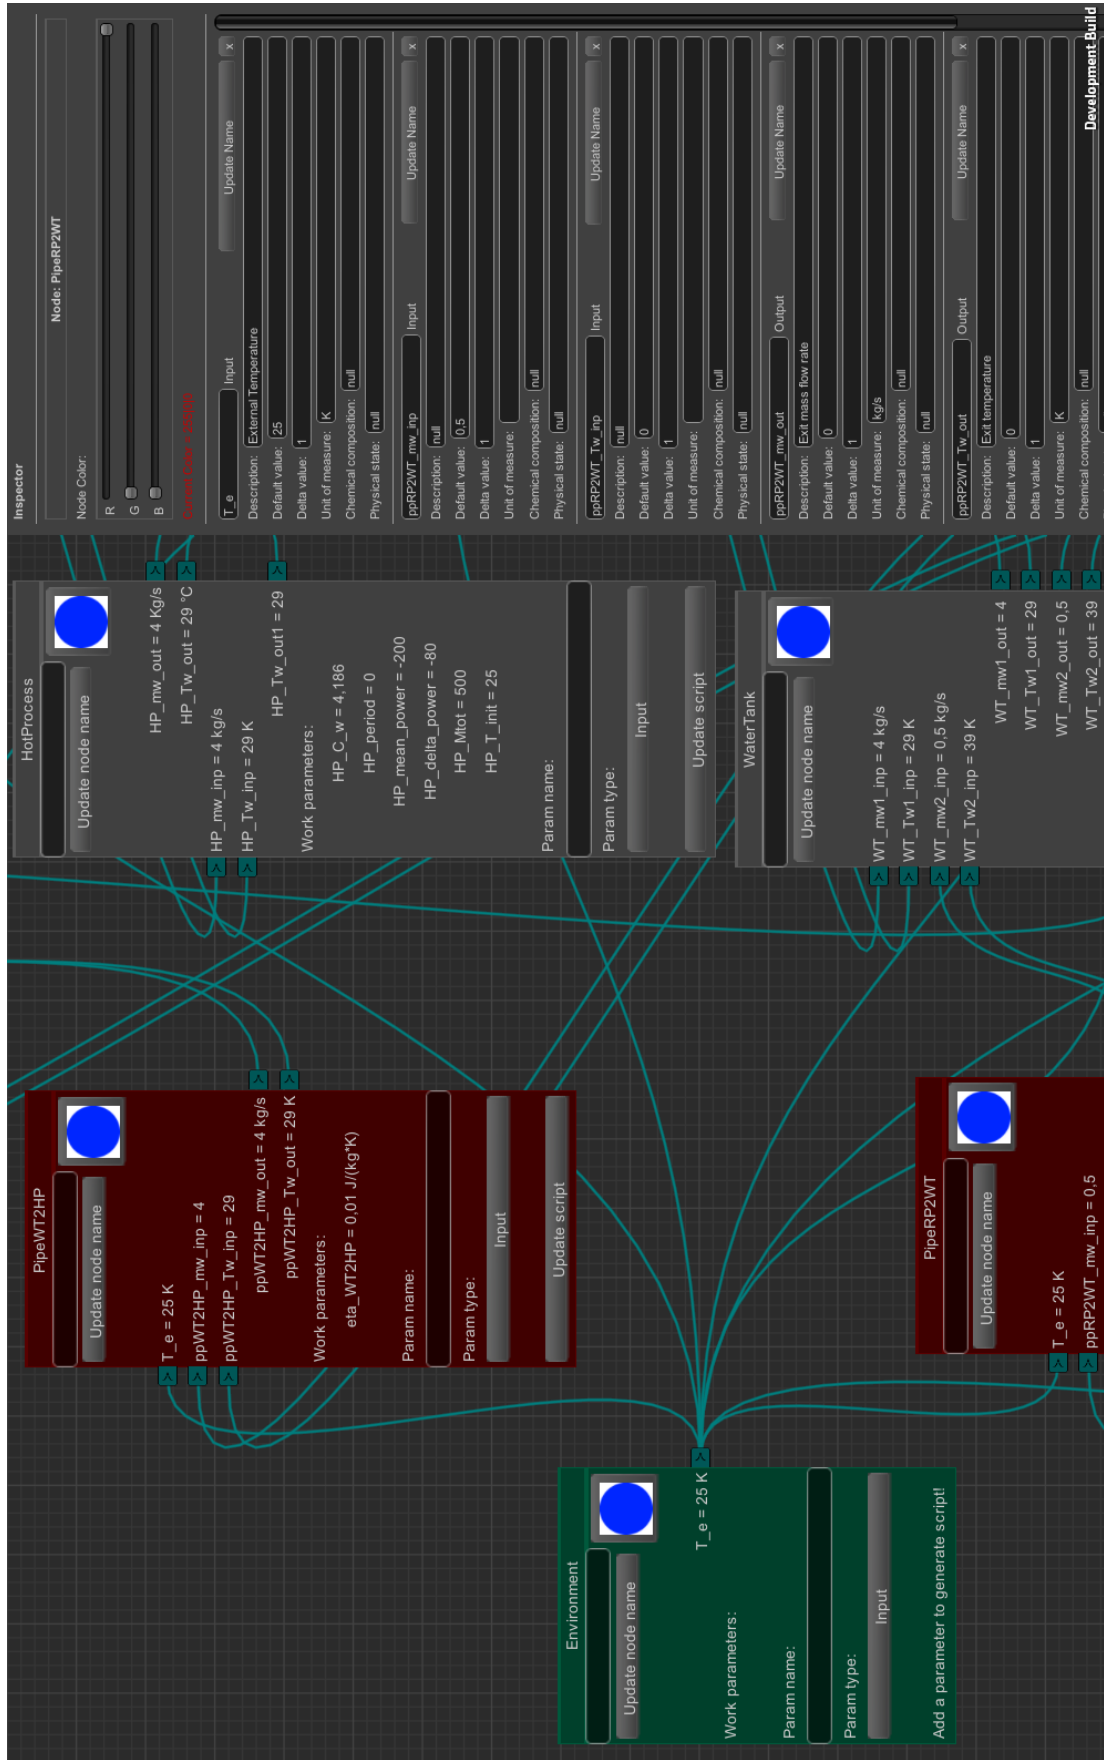 PipeWT2HP
Update node name
T_e = 25 K
ppWT2HP_mw_inp = 4
ppWT2HP_Tw_inp = 29
ppWT2HP_mw_out = 4 kg/s
ppWT2HP_Tw_out = 29 K
Work parameters:
eta_WT2HP = 0,01 J/(kg*K)
Param name:
Param type:
Input
Update script
Environment
Update node name
T_e = 25 K
Work parameters:
Param name:
Param type:
Input
Add a parameter to generate script!
PipeRP2WT
Update node name
T_e = 25 K
ppRP2WT_mw_inp = 0,5
HotProcess
Update node name
HP_mw_out = 4 Kg/s
HP_Tw_out = 29 °C
HP_mw_inp = 4 kg/s
HP_Tw_inp = 29 K
HP_Tw_out1 = 29
Work parameters:
HP_C_w = 4,186
HP_period = 0
HP_mean_power = -200
HP_delta_power = -80
HP_Mtot = 500
HP_T_init = 25
Param name:
Param type:
Input
Update script
WaterTank
Update node name
WT_mw1_inp = 4 kg/s
WT_Tw1_inp = 29 K
WT_mw2_inp = 0,5 kg/s
WT_Tw2_inp = 39 K
WT_mw1_out = 4
WT_Tw1_out = 29
WT_mw2_out = 0,5
WT_Tw2_out = 39
Inspector
Node: PipeRP2WT
Node Color:
R
G
B
T_e Input Update Name x
Description: External Temperature
Default value: 25
Delta value: 1
Unit of measure: K
Chemical composition: null
Physical state: null
ppRP2WT_mw_inp Input Update Name x
Description: null
Default value: 0,5
Delta value: 1
Unit of measure:
Chemical composition: null
Physical state: null
ppRP2WT_Tw_inp Input Update Name x
Description: null
Default value: 0
Delta value: 1
Unit of measure:
Chemical composition: null
Physical state: null
ppRP2WT_mw_out Output Update Name x
Description: Exit mass flow rate
Default value: 0
Delta value: 1
Unit of measure: kg/s
Chemical composition: null
Physical state: null
ppRP2WT_Tw_out Output Update Name x
Description: Exit temperature
Default value: 0
Delta value: 1
Unit of measure: K
Chemical composition: null
Development Build